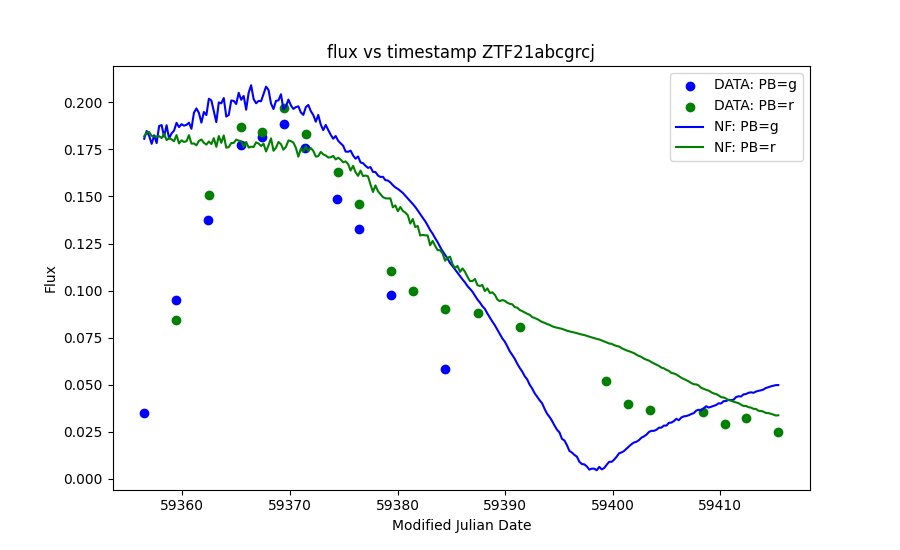 flux vs timestamp ZTF21abcgrcj
DATA: PB=g
DATA: PB=r
NF: PB=g
NF: PB=r
0.200
0.175
0.150
0.125
0.100
0.075
0.050
0.025
0.000
Flux
59360 59370 59380 59390 59400 59410
Modified Julian Date